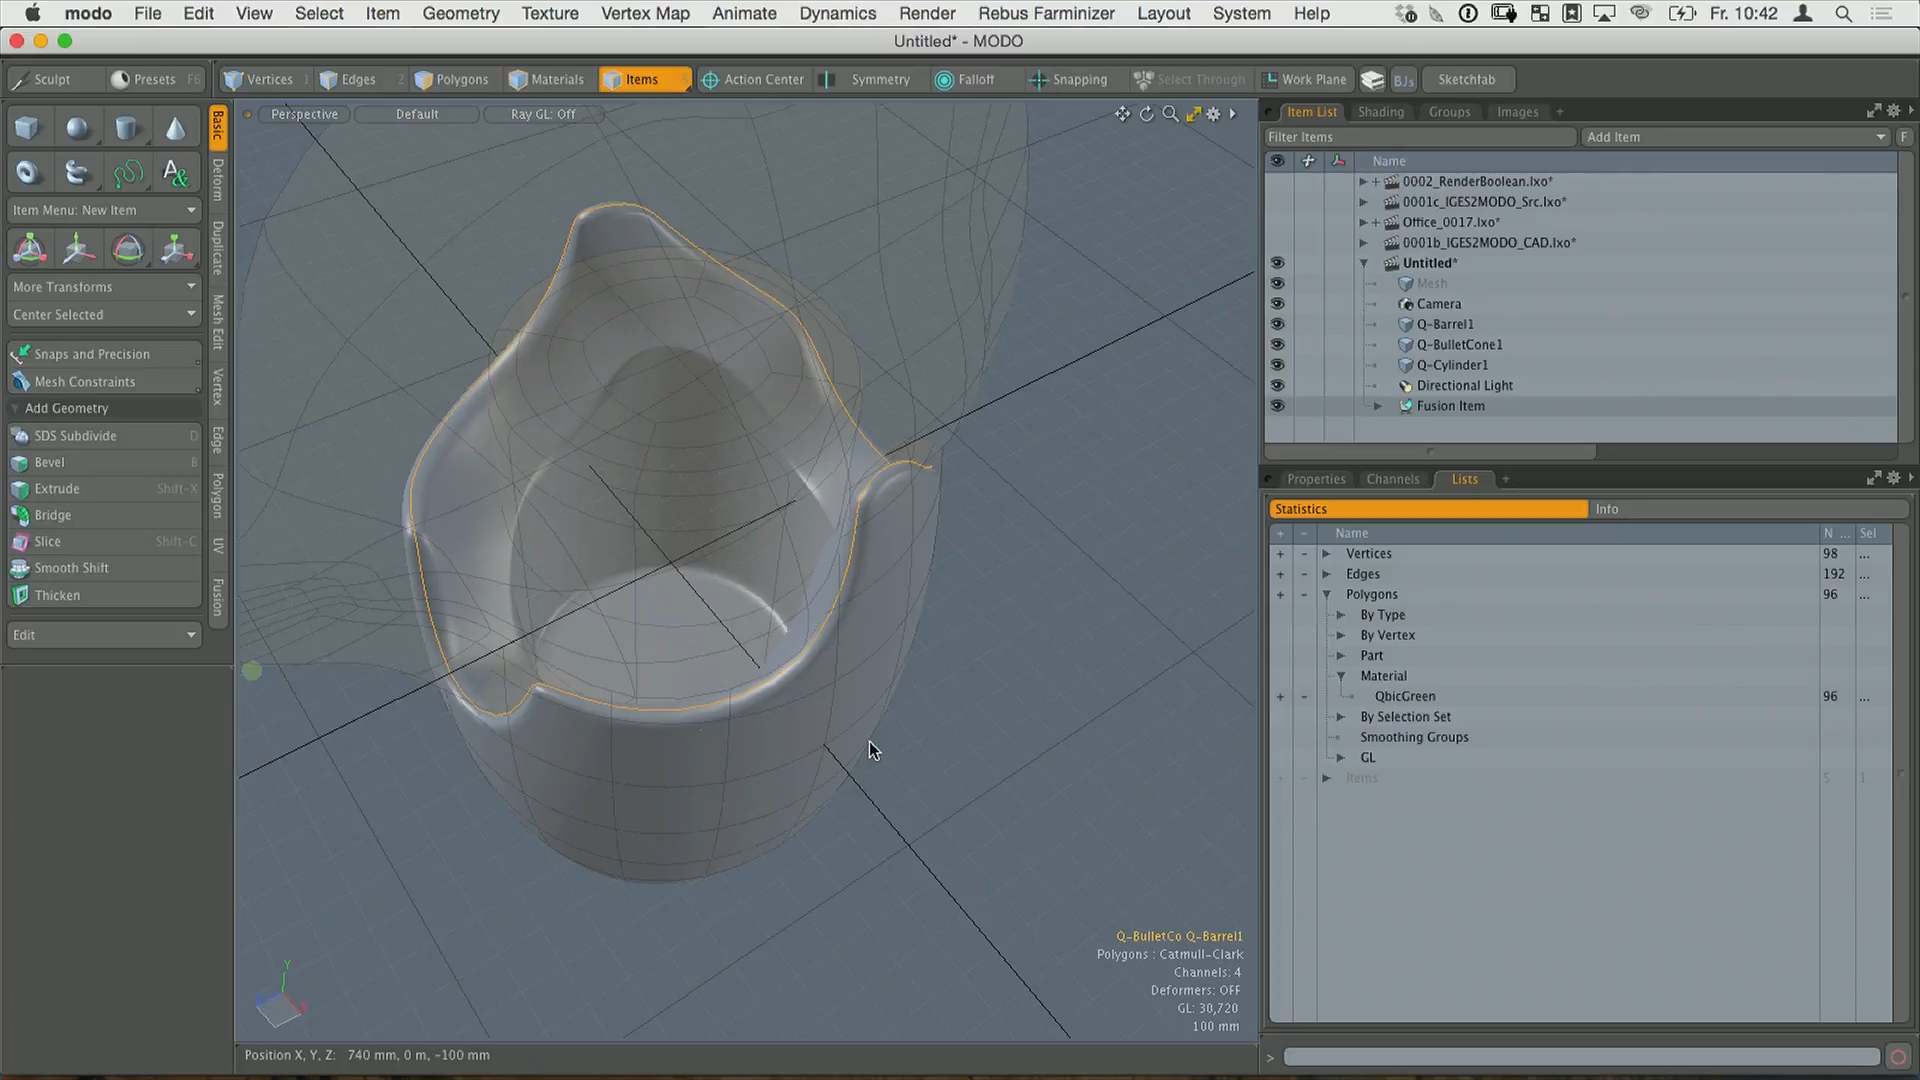 modo File Edit View Select Item Geometry Texture Vertex Map Animate Dynamics Render Rebus Farminizer Layout System Help Fr. 10:42
Untitled* - MODO
Sculpt Presets F6 Vertices 1 Edges 2 Polygons Materials Items 5 Action Center Symmetry Falloff Snapping Select Through Work Plane BJs Sketchfab
Perspective Default Ray GL: Off
Basic
Deform
Duplicate
Mesh Edit
Vertex
Edge
Polygon
UV
Fusion
Item Menu: New Item
More Transforms
Center Selected
Snaps and Precision
Mesh Constraints
Add Geometry
SDS Subdivide D
Bevel B
Extrude Shift-X
Bridge
Slice Shift-C
Smooth Shift
Thicken
Edit
Item List Shading Groups Images +
Filter Items Add Item F
Name
0002_RenderBoolean.lxo*
0001c_IGES2MODO_Src.lxo*
Office_0017.lxo*
0001b_IGES2MODO_CAD.lxo*
Untitled*
Mesh
Camera
Q-Barrel1
Q-BulletCone1
Q-Cylinder1
Directional Light
Fusion Item
Properties Channels Lists +
Statistics Info
+ - Name N ... Sel
+ - Vertices 98 ...
+ - Edges 192 ...
+ - Polygons 96 ...
By Type
By Vertex
Part
Material
+ - QbicGreen 96 ...
By Selection Set
Smoothing Groups
GL
+ - Items 5 1
Q-BulletCo Q-Barrel1
Polygons : Catmull-Clark
Channels: 4
Deformers: OFF
GL: 30,720
100 mm
Y
Position X, Y, Z: 740 mm, 0 m, -100 mm
>